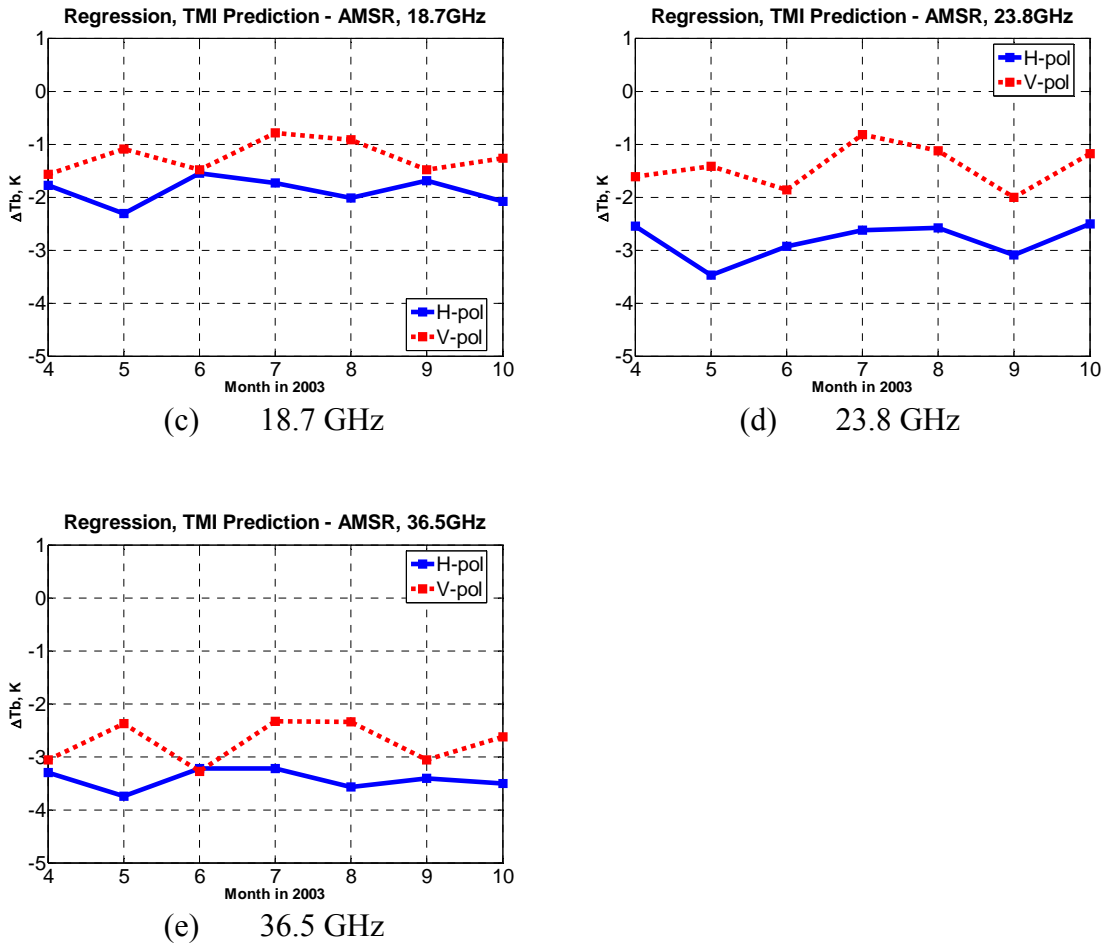 Regression, TMI Prediction - AMSR, 18.7GHz
1
0
-1
-2
-3
-4
-5
ΔTb, K
H-pol
V-pol
4 5 6 7 8 9 10
Month in 2003
(c) 18.7 GHz
Regression, TMI Prediction - AMSR, 23.8GHz
1
0
-1
-2
-3
-4
-5
ΔTb, K
H-pol
V-pol
4 5 6 7 8 9 10
Month in 2003
(d) 23.8 GHz
Regression, TMI Prediction - AMSR, 36.5GHz
1
0
-1
-2
-3
-4
-5
ΔTb, K
H-pol
V-pol
4 5 6 7 8 9 10
Month in 2003
(e) 36.5 GHz